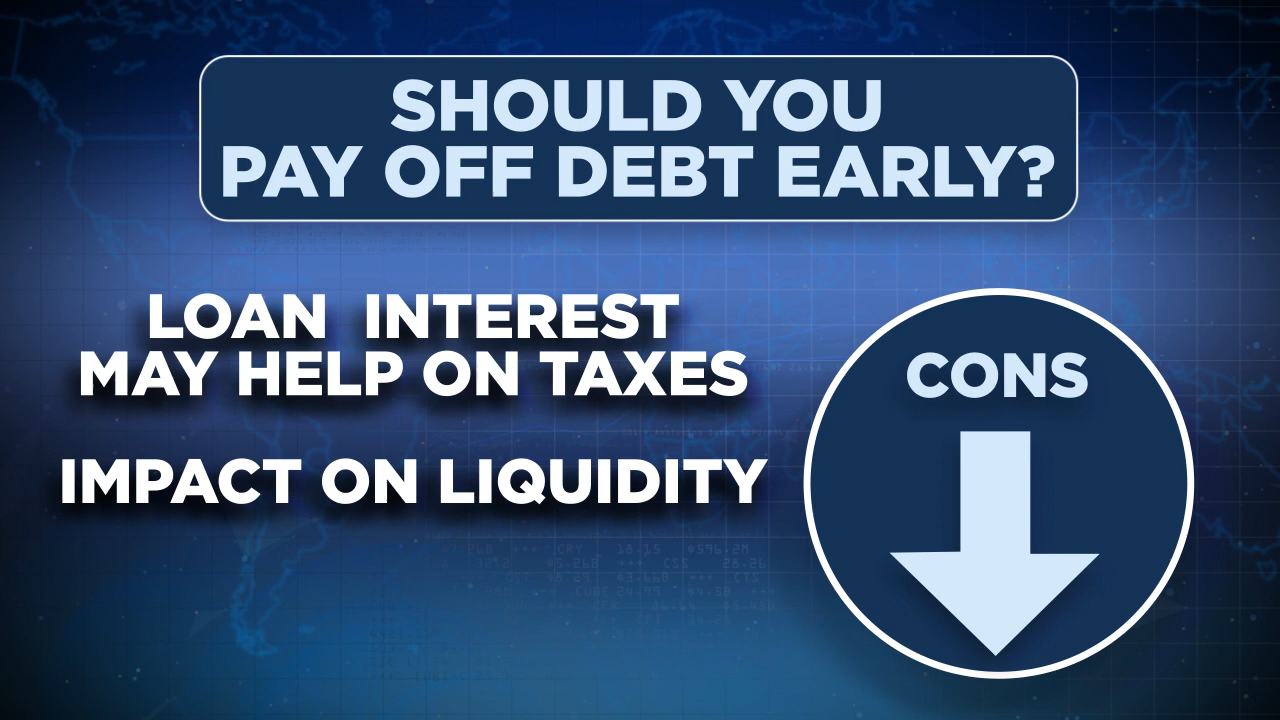 SHOULD YOU
PAY OFF DEBT EARLY?
LOAN INTEREST
MAY HELP ON TAXES
IMPACT ON LIQUIDITY
CONS